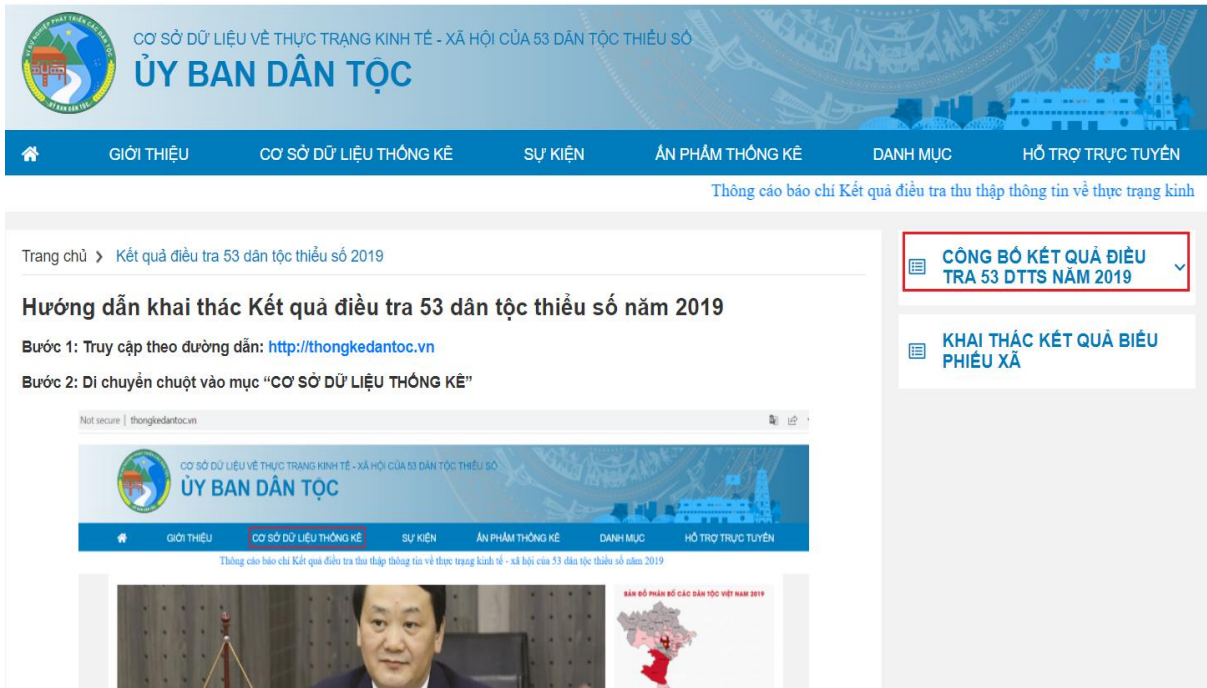 CƠ SỞ DỮ LIỆU VỀ THỰC TRẠNG KINH TẾ - XÃ HỘI CỦA 53 DÂN TỘC THIỂU SỐ
ỦY BAN DÂN TỘC
GIỚI THIỆU
CƠ SỞ DỮ LIỆU THỐNG KÊ
SỰ KIỆN
ẤN PHẨM THỐNG KÊ
DANH MỤC
HỖ TRỢ TRỰC TUYẾN
Thông cáo báo chí Kết quả điều tra thu thập thông tin về thực trạng kinh
Trang chủ > Kết quả điều tra 53 dân tộc thiểu số 2019
Hướng dẫn khai thác Kết quả điều tra 53 dân tộc thiểu số năm 2019
Bước 1: Truy cập theo đường dẫn: http://thongkedantoc.vn
Bước 2: Di chuyển chuột vào mục “CƠ SỞ DỮ LIỆU THỐNG KÊ”
Not secure | thongkedantoc.vn
CƠ SỞ DỮ LIỆU VỀ THỰC TRẠNG KINH TẾ - XÃ HỘI CỦA 53 DÂN TỘC THIỂU SỐ
ỦY BAN DÂN TỘC
GIỚI THIỆU
CƠ SỞ DỮ LIỆU THỐNG KÊ
SỰ KIỆN
ẤN PHẨM THỐNG KÊ
DANH MỤC
HỖ TRỢ TRỰC TUYẾN
Thông cáo báo chí Kết quả điều tra thu thập thông tin về thực trạng kinh tế - xã hội của 53 dân tộc thiểu số năm 2019
BẢN ĐỒ PHÂN BỐ CÁC DÂN TỘC VIỆT NAM 2019
CÔNG BỐ KẾT QUẢ ĐIỀU
TRA 53 DTTS NĂM 2019
KHAI THÁC KẾT QUẢ BIỂU
PHIẾU XÃ